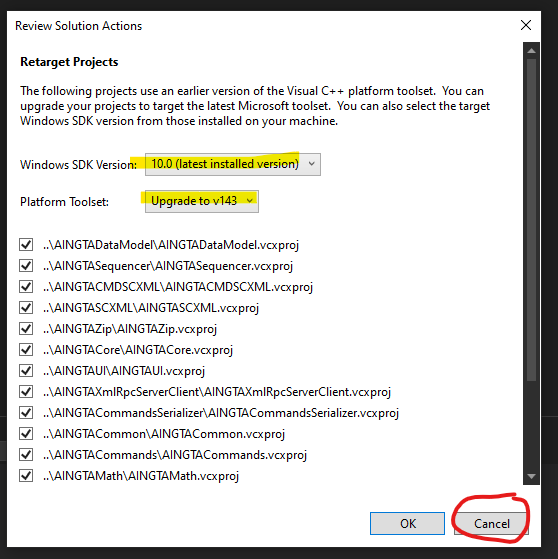 Review Solution Actions
Retarget Projects
The following projects use an earlier version of the Visual C++ platform toolset.  You can
upgrade your projects to target the latest Microsoft toolset.  You can also select the target
Windows SDK version from those installed on your machine.
Windows SDK Version: 10.0 (latest installed version)
Platform Toolset: Upgrade to v143
..\AINGTADataModel\AINGTADataModel.vcxproj
..\AINGTASequencer\AINGTASequencer.vcxproj
..\AINGTACMDSCXML\AINGTACMDSCXML.vcxproj
..\AINGTASCXML\AINGTASCXML.vcxproj
..\AINGTAZip\AINGTAZip.vcxproj
..\AINGTACore\AINGTACore.vcxproj
..\AINGTAUI\AINGTAUI.vcxproj
..\AINGTAXmlRpcServerClient\AINGTAXmlRpcServerClient.vcxproj
..\AINGTACommandsSerializer\AINGTACommandsSerializer.vcxproj
..\AINGTACommon\AINGTACommon.vcxproj
..\AINGTACommands\AINGTACommands.vcxproj
..\AINGTAMath\AINGTAMath.vcxproj
OK Cancel